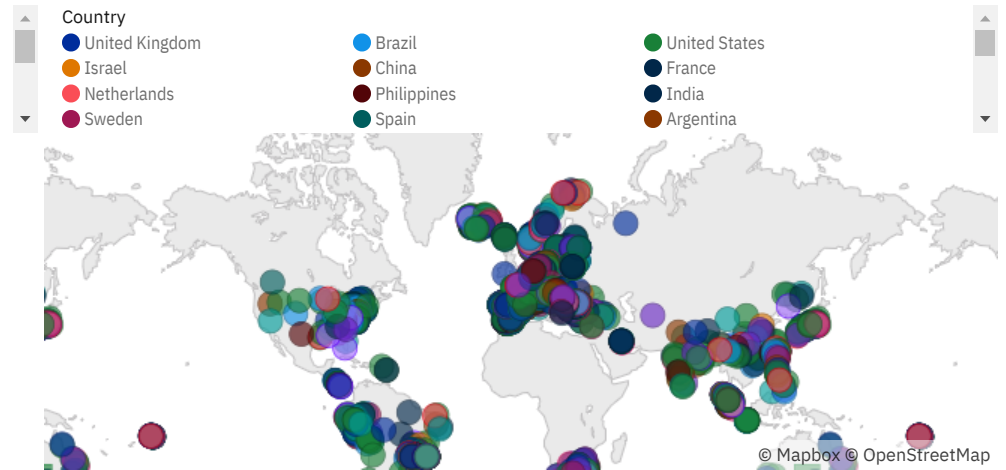 Country
United Kingdom Brazil United States
Israel China France
Netherlands Philippines India
Sweden Spain Argentina
© Mapbox © OpenStreetMap